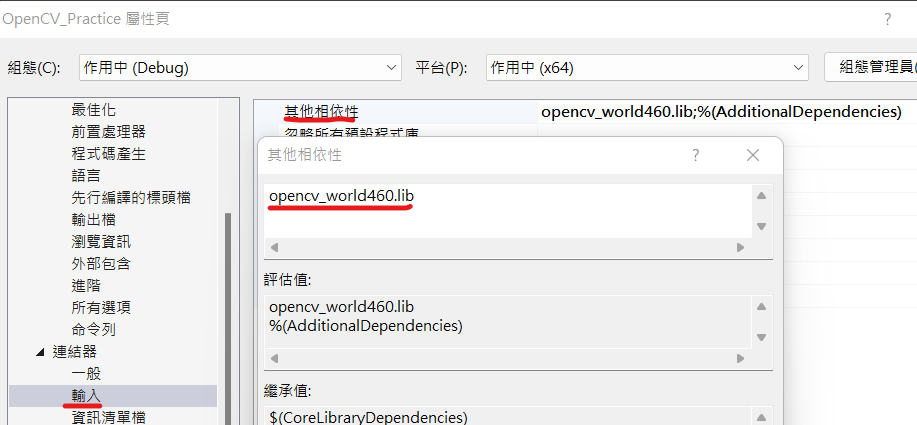 OpenCV_Practice 屬性頁 ?
組態(C): 作用中 (Debug) 平台(P): 作用中 (x64) 組態管理員(
最佳化
前置處理器
程式碼產生
語言
先行編譯的標頭檔
輸出檔
瀏覽資訊
外部包含
進階
所有選項
命令列
連結器
一般
輸入
資訊清單檔
其他相依性 opencv_world460.lib;%(AdditionalDependencies)
忽略所有預設程式庫
其他相依性 ?
opencv_world460.lib
評估值:
opencv_world460.lib
%(AdditionalDependencies)
繼承值:
$(CoreLibraryDependencies)